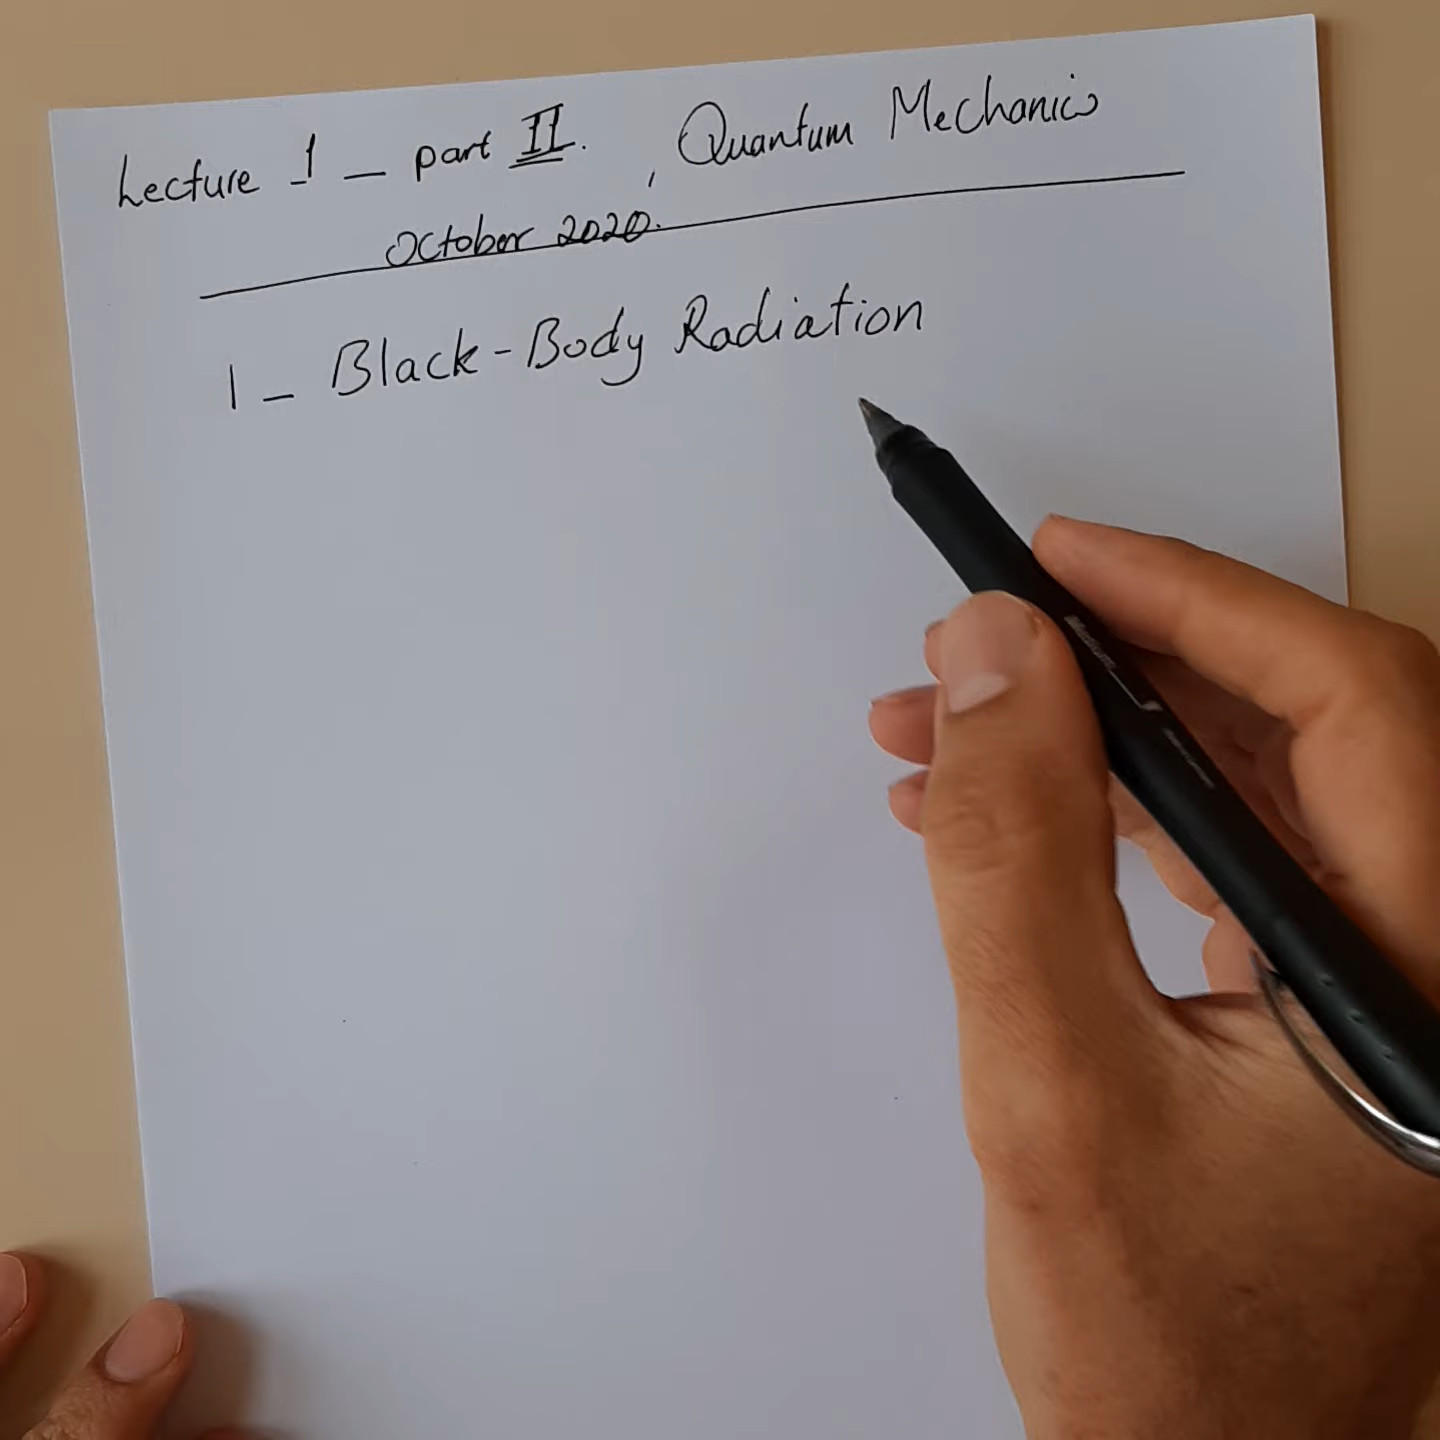 Lecture 1 _ part II. , Quantum Mechanics
October 2020.
1 _ Black-Body Radiation